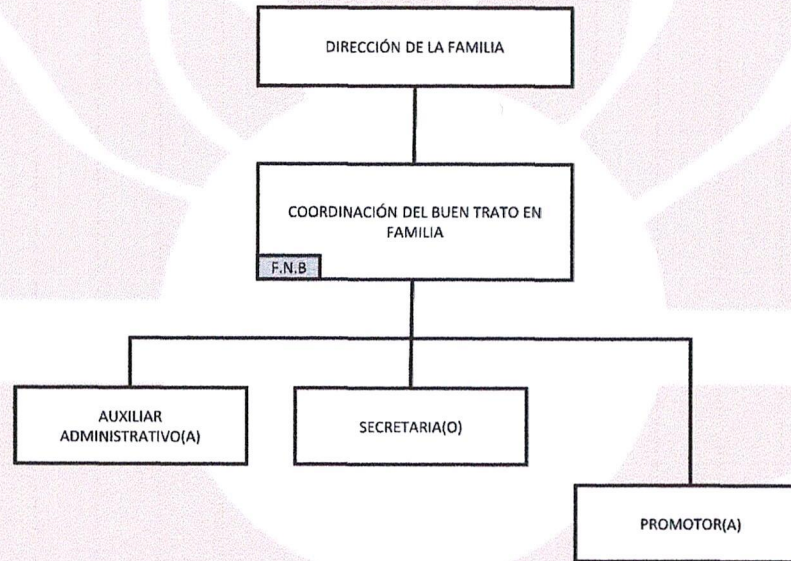 DIRECCIÓN DE LA FAMILIA
COORDINACIÓN DEL BUEN TRATO EN
FAMILIA
F.N.B
AUXILIAR
ADMINISTRATIVO(A)
SECRETARIA(O)
PROMOTOR(A)